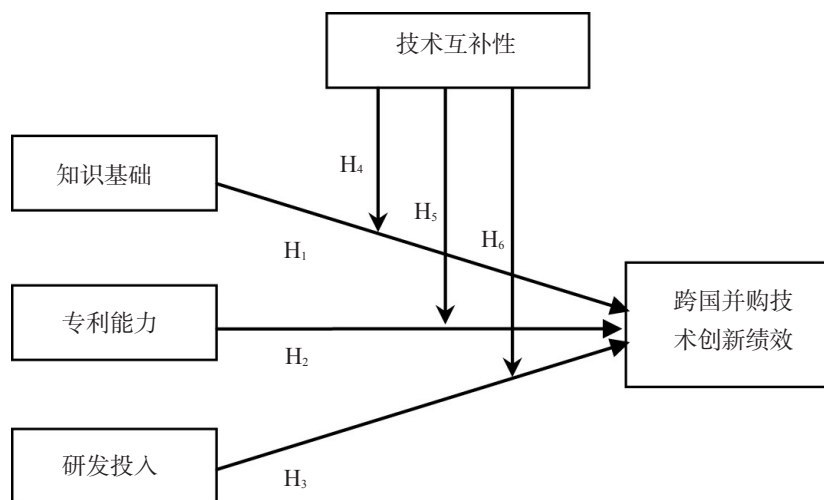 技术互补性
知识基础
H4
H5
H6
H1
跨国并购技
术创新绩效
专利能力
H2
研发投入
H3